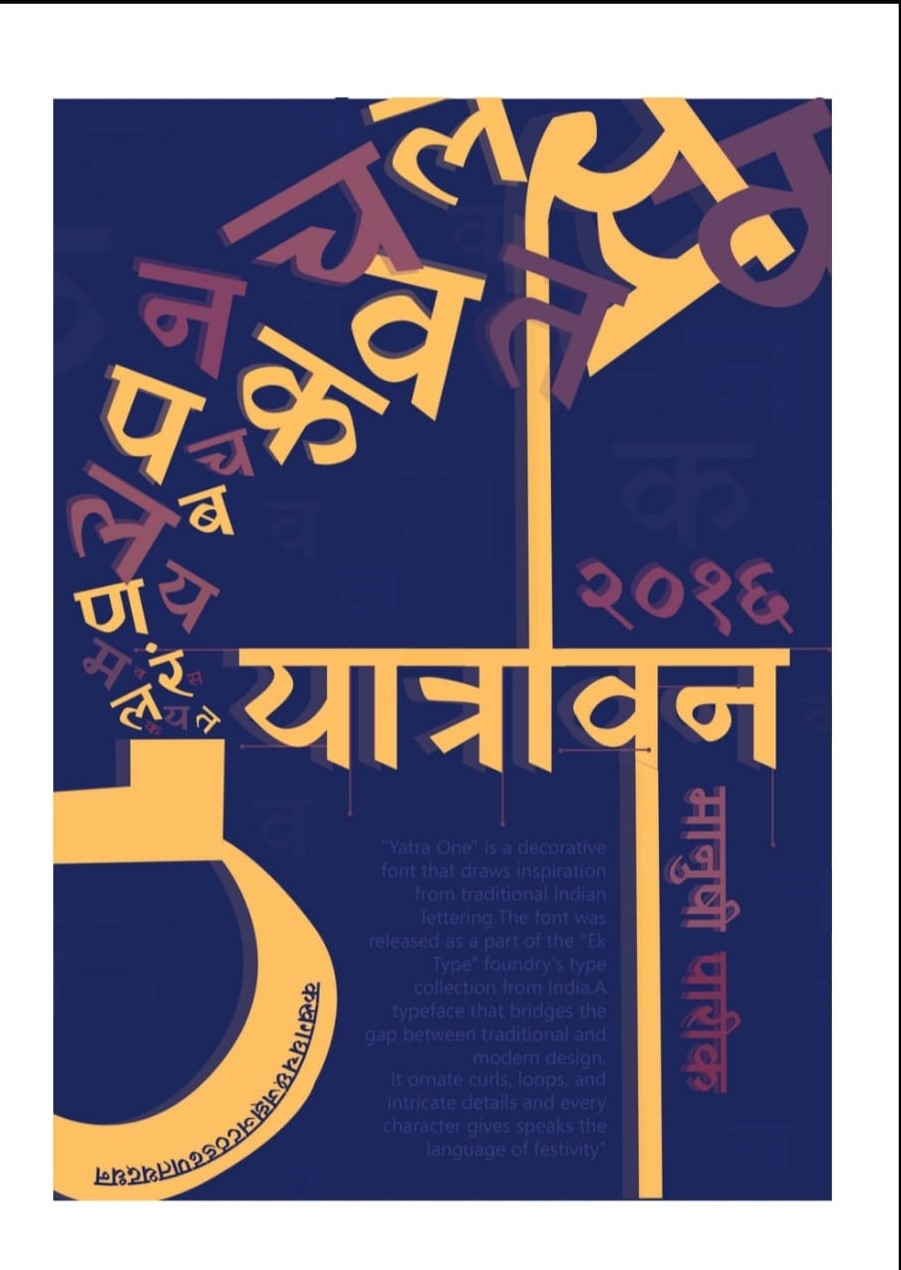 ल
ह
व
च
न
व
त
क
प
च
ल
ब
ण
य
२०१६
म
व
रं
स
ल
क
य
त
यात्रावन
मानुषी पारीक
"Yatra One" is a decorative
font that draws inspiration
from traditional Indian
lettering.The font was
released as a part of the "Ek
Type" foundry's type
collection from India.A
typeface that bridges the
gap between traditional and
modern design.
It ornate curls, loops, and
intricate details and every
character gives speaks the
language of festivity"